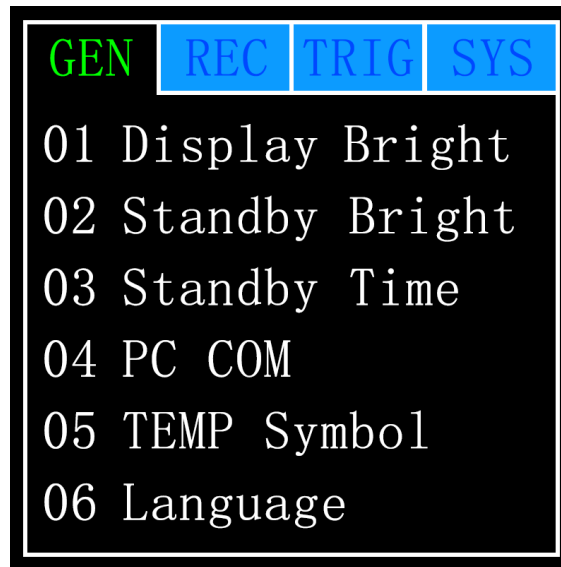 GEN REC TRIG SYS
01 Display Bright
02 Standby Bright
03 Standby Time
04 PC COM
05 TEMP Symbol
06 Language